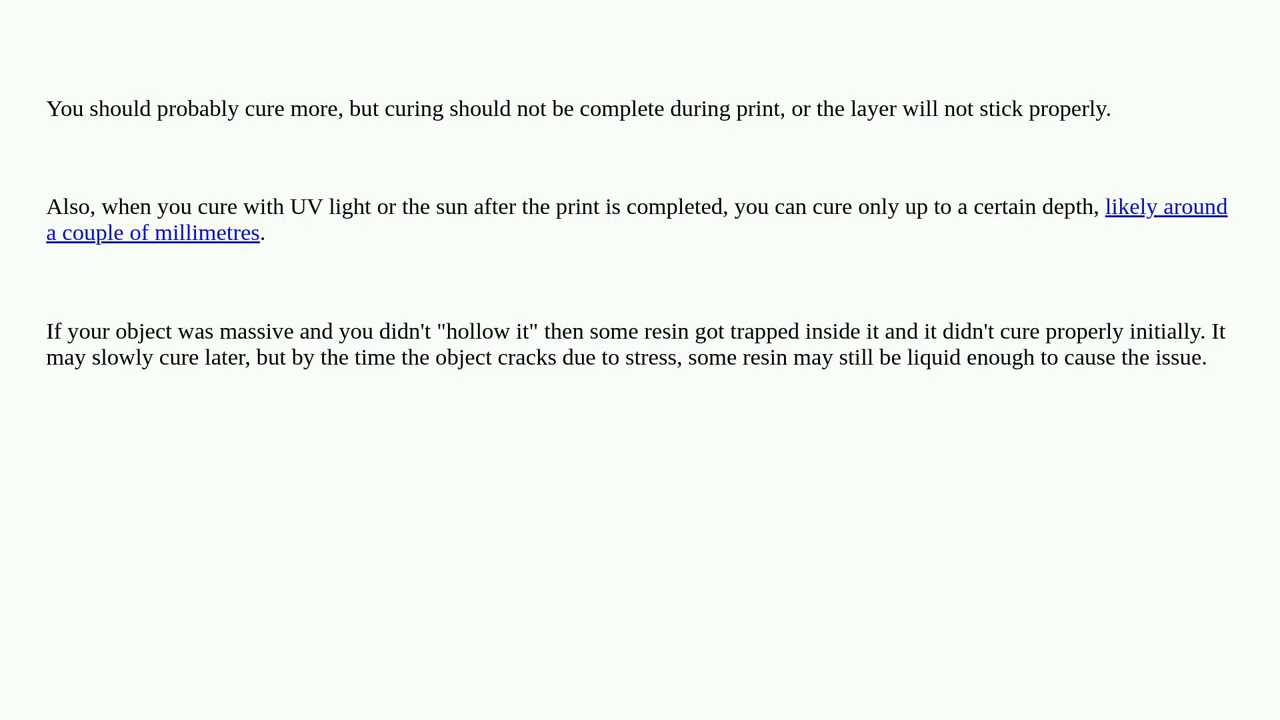 You should probably cure more, but curing should not be complete during print, or the layer will not stick properly.
Also, when you cure with UV light or the sun after the print is completed, you can cure only up to a certain depth, likely around
a couple of millimetres.
If your object was massive and you didn't "hollow it" then some resin got trapped inside it and it didn't cure properly initially. It
may slowly cure later, but by the time the object cracks due to stress, some resin may still be liquid enough to cause the issue.